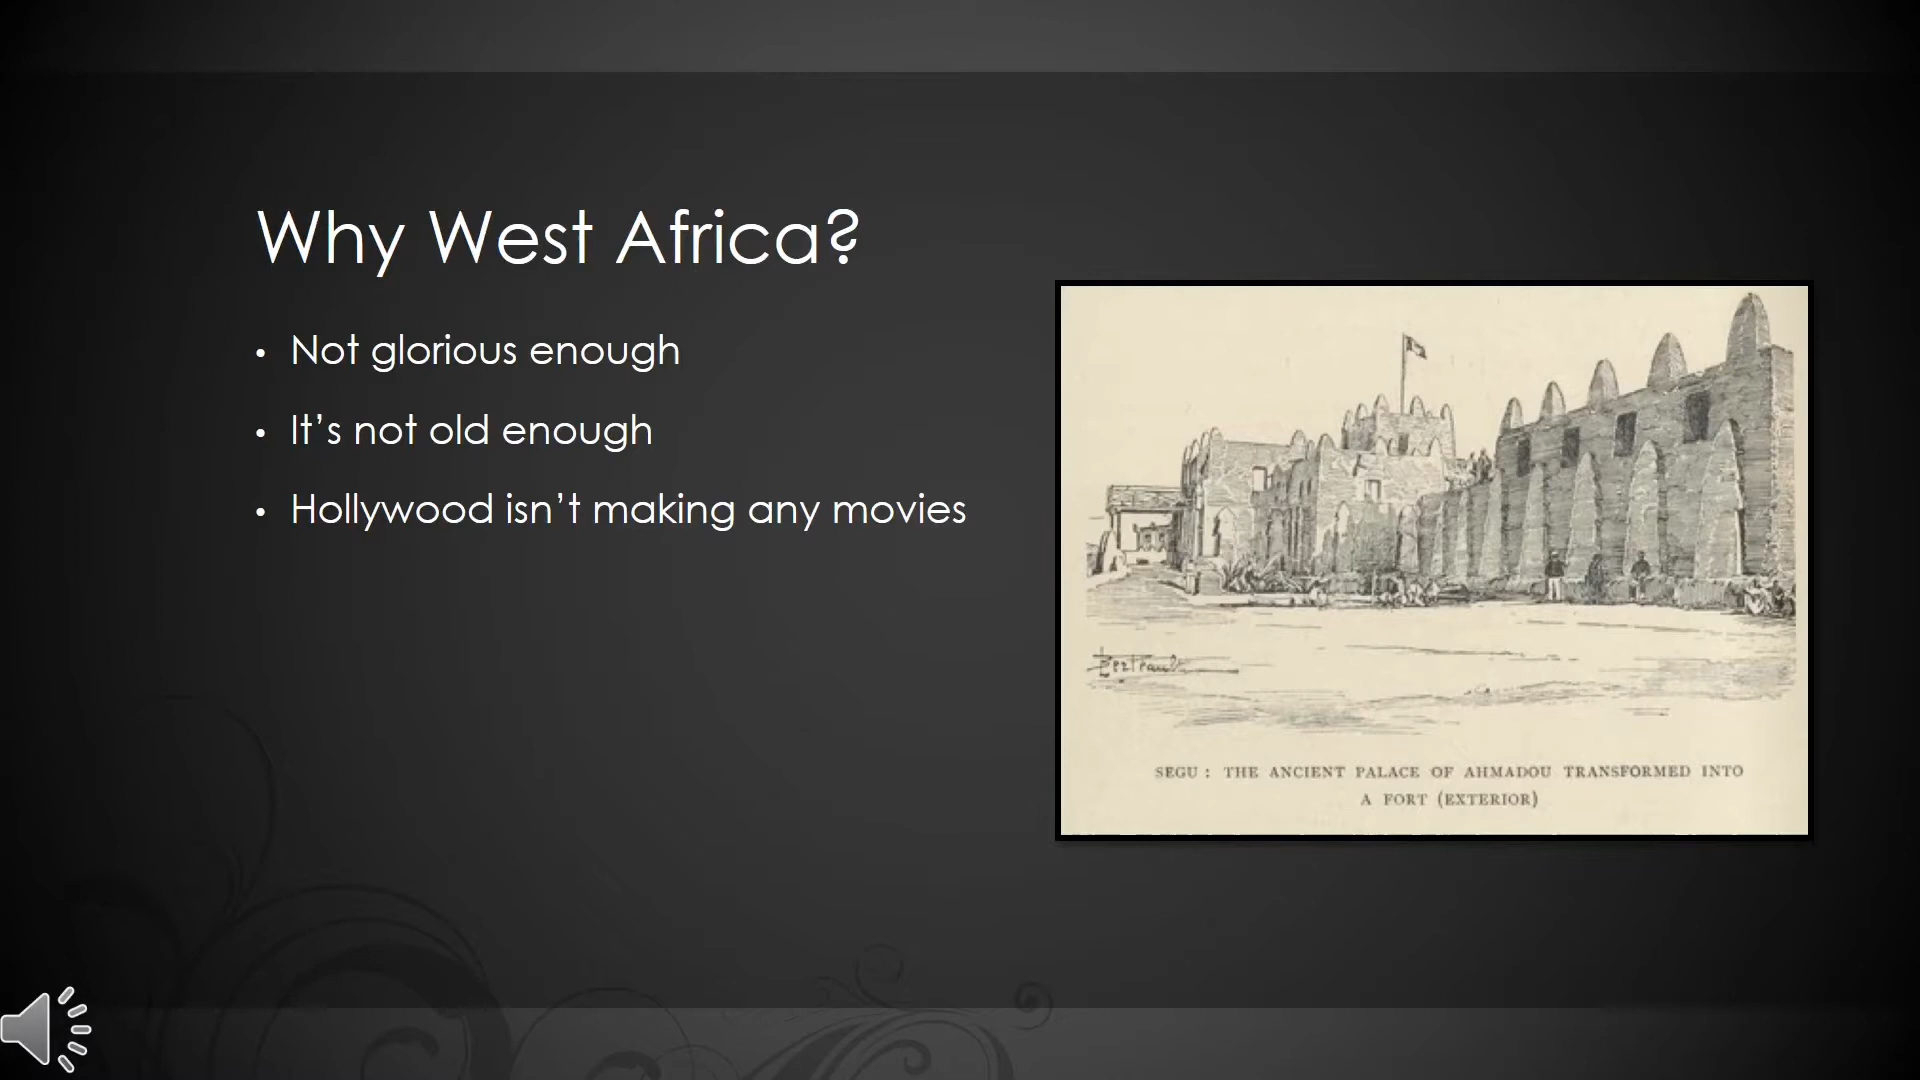 Why West Africa?
• Not glorious enough
• It’s not old enough
• Hollywood isn’t making any movies
SEGU : THE ANCIENT PALACE OF AHMADOU TRANSFORMED INTO
A FORT (EXTERIOR)